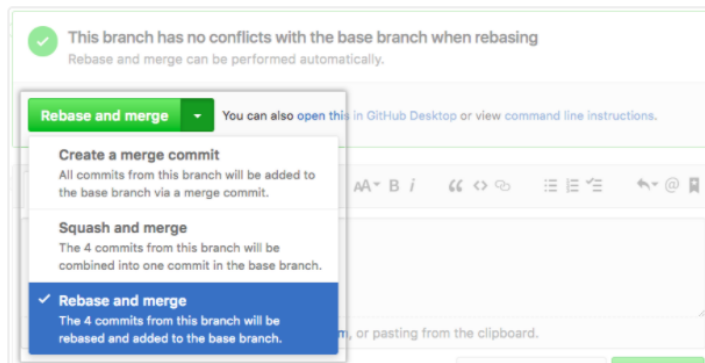 This branch has no conflicts with the base branch when rebasing
Rebase and merge can be performed automatically.
Rebase and merge
You can also open this in GitHub Desktop or view command line instructions.
Create a merge commit
All commits from this branch will be added to
the base branch via a merge commit.
AA B i
Squash and merge
The 4 commits from this branch will be
combined into one commit in the base branch.
Rebase and merge
The 4 commits from this branch will be
rebased and added to the base branch.
, or pasting from the clipboard.